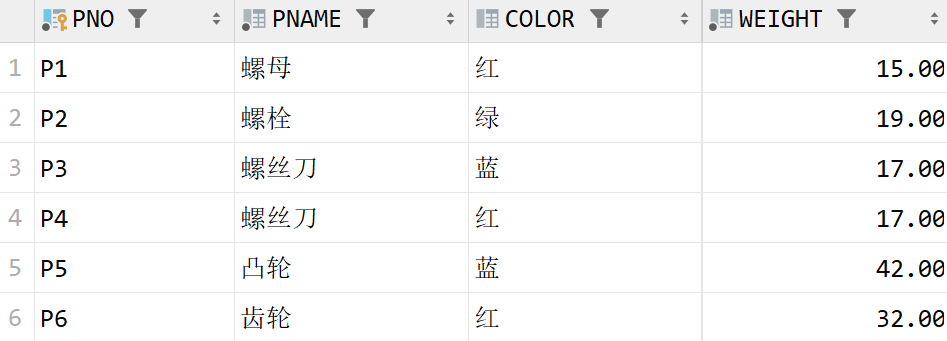 PNO PNAME COLOR WEIGHT
1 P1 螺母 红 15.00
2 P2 螺栓 绿 19.00
3 P3 螺丝刀 蓝 17.00
4 P4 螺丝刀 红 17.00
5 P5 凸轮 蓝 42.00
6 P6 齿轮 红 32.00